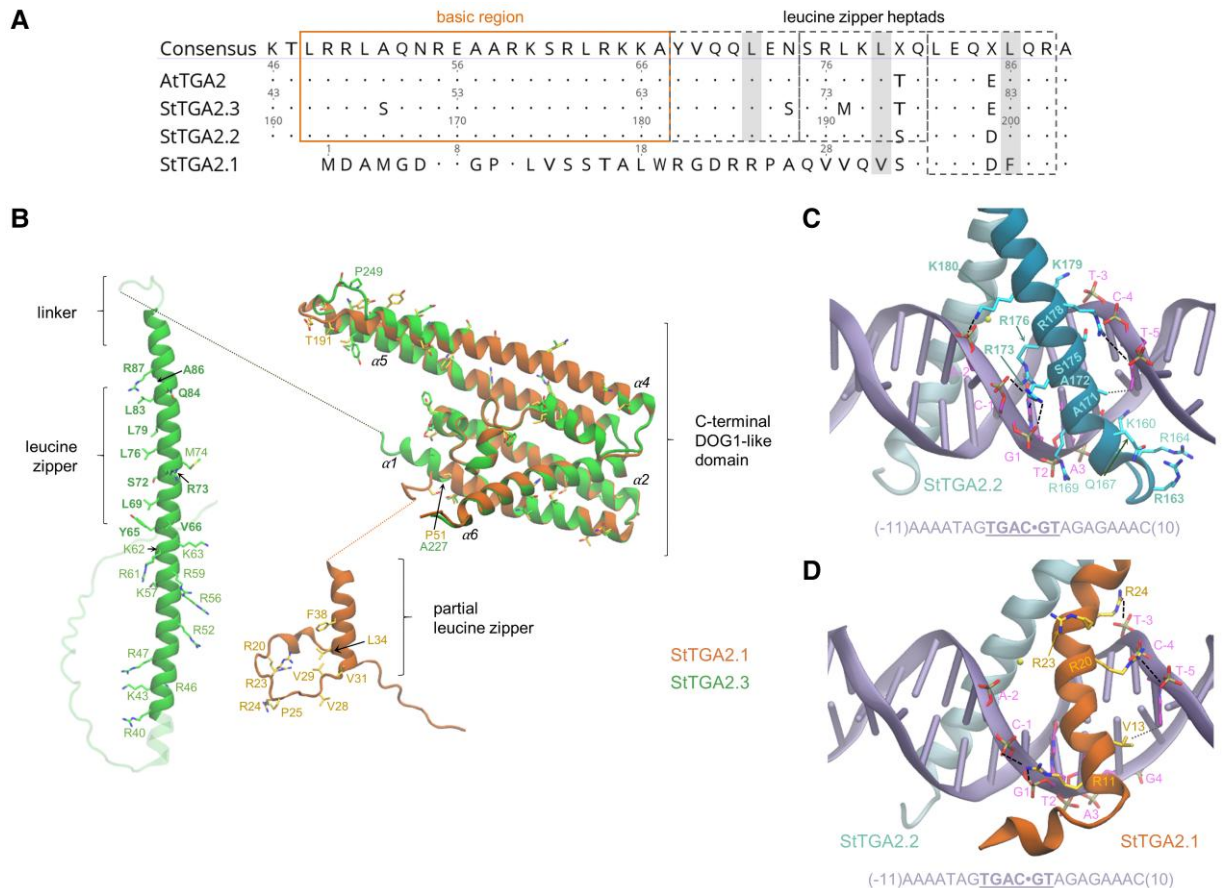 A
basic region
leucine zipper heptads
Consensus K T L R R L A Q N R E A A R K S R L R K K A Y V Q Q L E N S R L K L X Q L E Q X L Q R A
46 56 66 76 86
AtTGA2 · · · · · · · · · · · · · · · · · · · · · · · · · · · · · · · · · · T · · · · E · · · ·
43 53 63 73 83
StTGA2.3 · · · · · · S · · · · · · · · · · · · · · · · · · · · · S · · M · · T · · · · E · · · ·
160 170 180 190 200
StTGA2.2 · · · · · · · · · · · · · · · · · · · · · · · · · · · · · · · · · · S · · · · D · · · ·
1 8 18 28
StTGA2.1 M D A M G D · · G P · L V S S T A L W R G D R R P A Q V V Q V S · · · · D F · · ·
B
linker
leucine zipper
R87
A86
Q84
L83
L79
L76
M74
S72
R73
L69
V66
Y65
K62
K63
R61
R59
K57
R56
R52
R47
R46
K43
R40
P249
T191
α5
α4
α1
α2
α6
P51
A227
C-terminal
DOG1-like
domain
partial
leucine zipper
F38
R20
L34
R23
V29
V31
R24
P25
V28
StTGA2.1
StTGA2.3
C
K180
K179
T-3
C-4
R176
R178
T-5
R173
S175
A172
C-1
A171
K160
R164
G1
T2
A3
R169
Q167
R163
StTGA2.2
(-11)AAAATAGTGAC•GTAGAGAAAC(10)
D
R24
T-3
R23
R20
C-4
T-5
A-2
C-1
V13
G1
R11
G4
T2
A3
StTGA2.2
StTGA2.1
(-11)AAAATAGTGAC•GTAGAGAAAC(10)